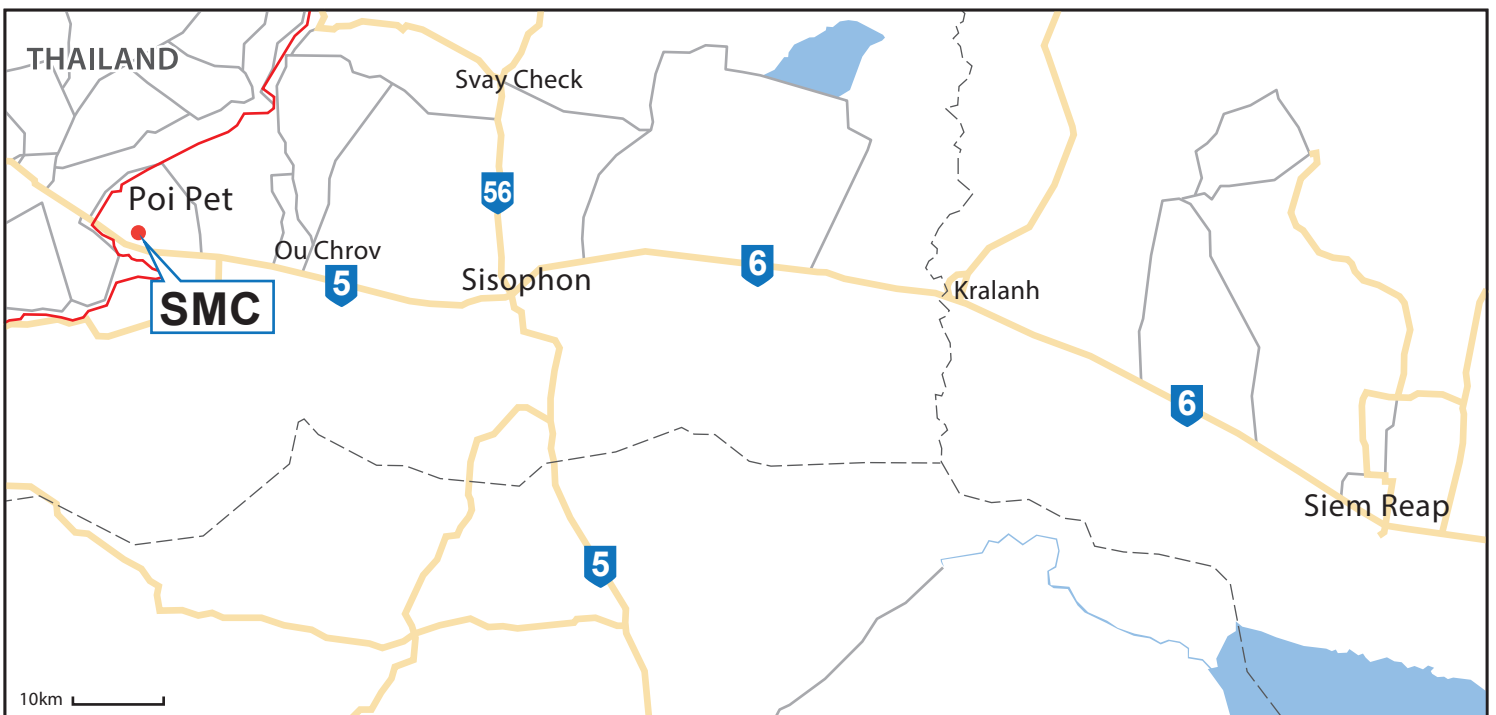 THAILAND
Svay Check
Poi Pet
56
Ou Chrov
5
Sisophon
6
Kralanh
SMC
6
Siem Reap
5
10km